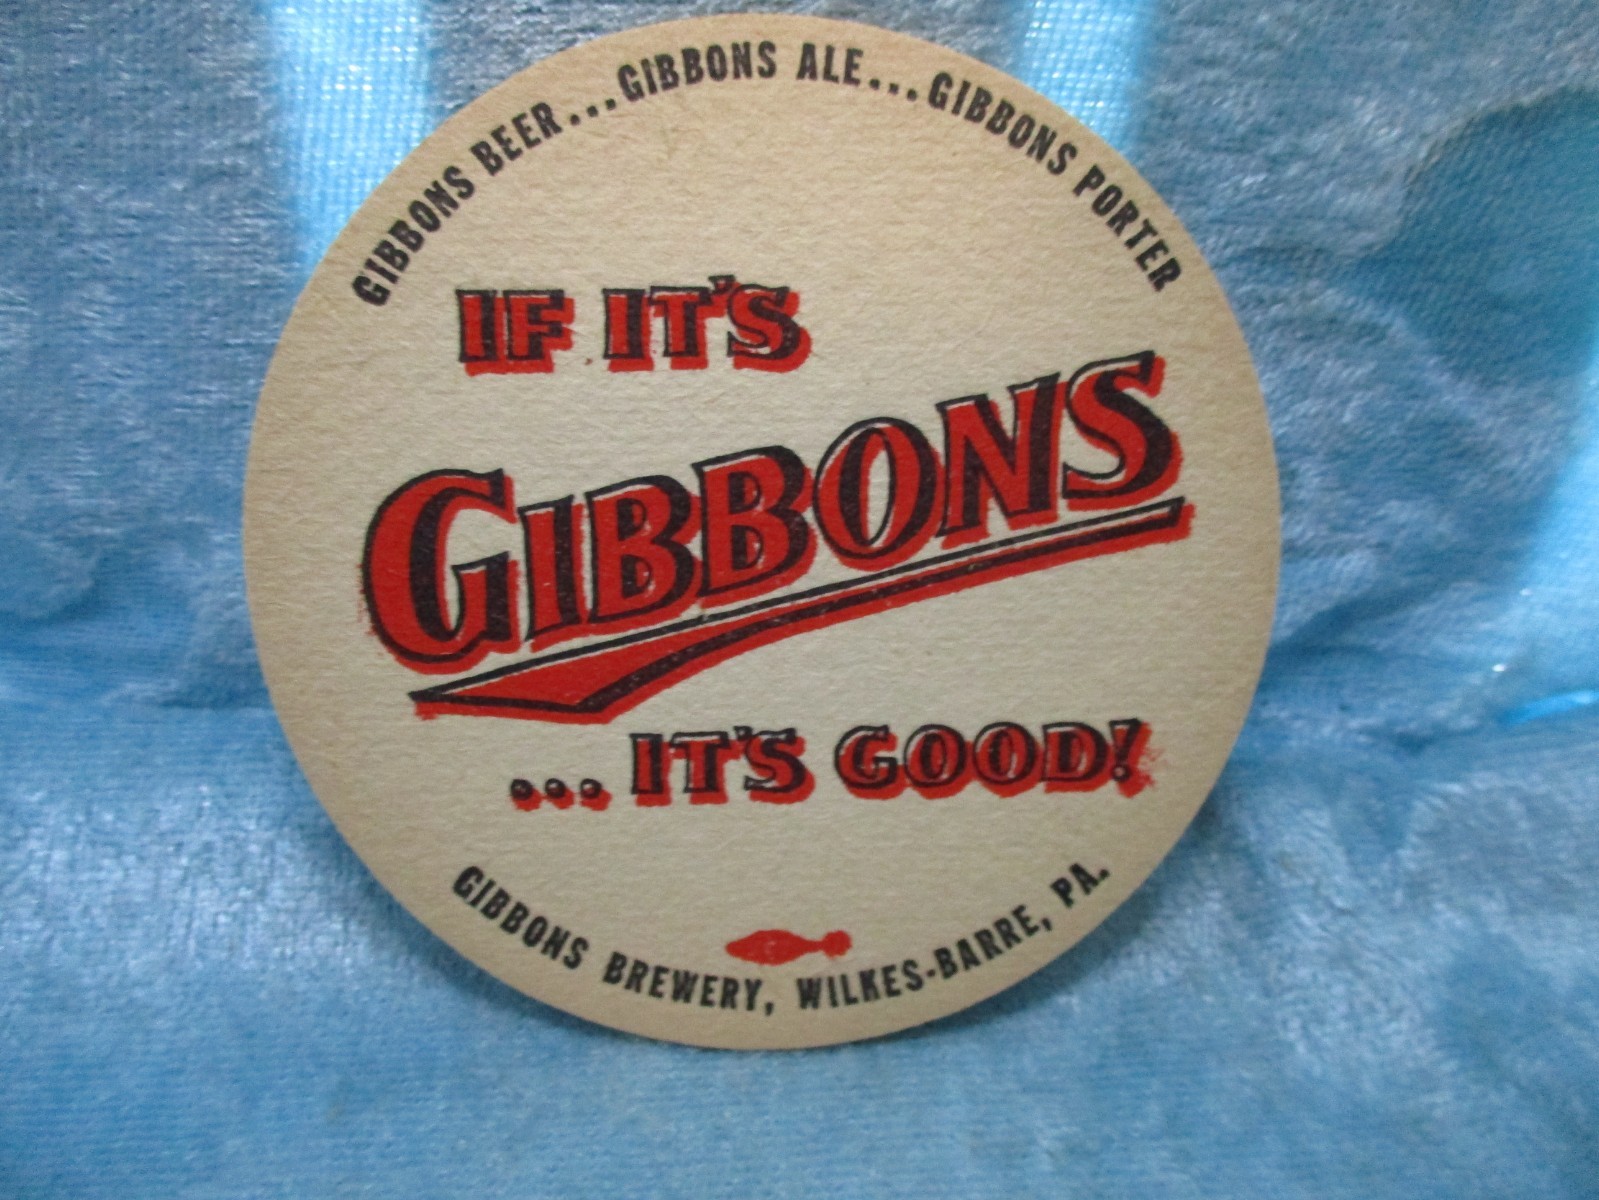 GIBBONS BEER...GIBBONS ALE...GIBBONS PORTER
IF IT'S
GIBBONS
...IT'S GOOD!
GIBBONS BREWERY, WILKES-BARRE, PA.